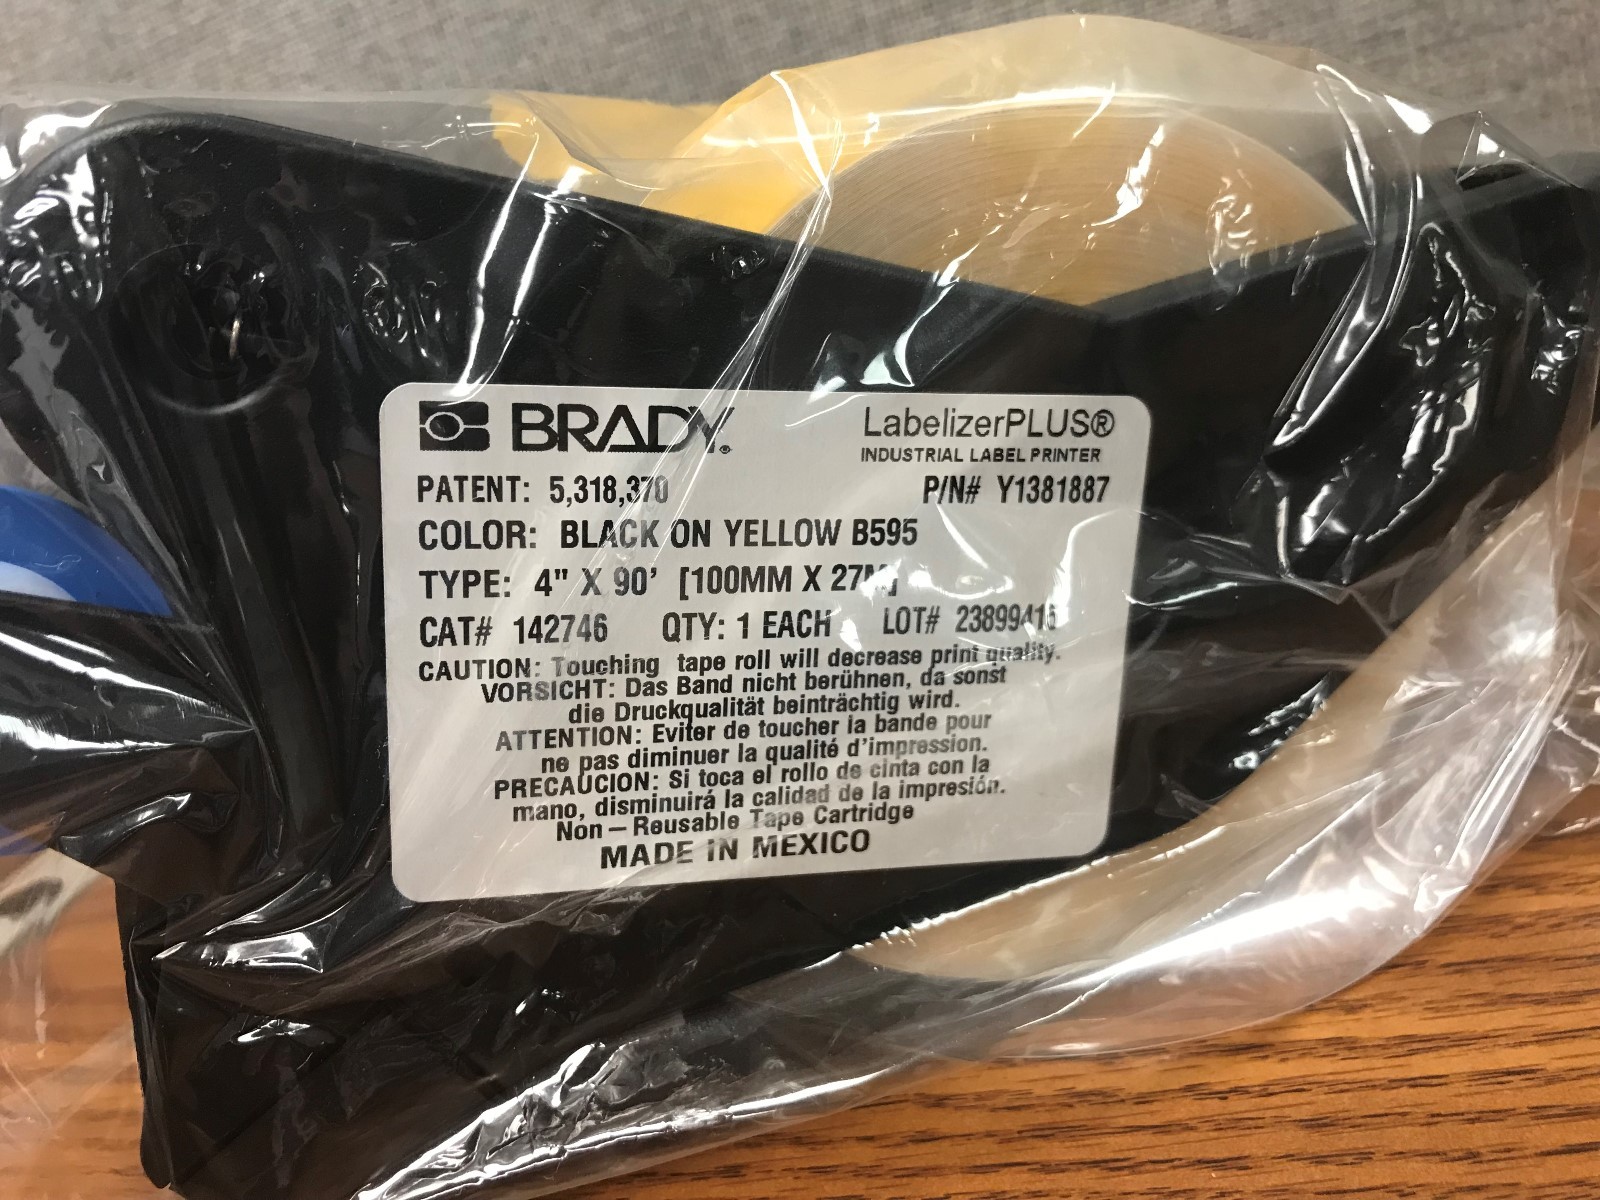 BRADY.
LabelizerPLUS®
INDUSTRIAL LABEL PRINTER
PATENT: 5,318,370 P/N# Y1381887
COLOR: BLACK ON YELLOW B595
TYPE: 4" X 90' [100MM X 27M]
CAT# 142746 QTY: 1 EACH LOT#
CAUTION: Touching tape roll will decrease print quality.
VORSICHT: Das Band nicht berühnen, da sonst
die Druckqualität beinträchtig wird.
ATTENTION: Eviter de toucher la bande pour
ne pas diminuer la qualité d'impression.
PRECAUCION: Si toca el rollo de cinta con la
mano, disminuirá la calidad de la impresión.
Non-Reusable Tape Cartridge
MADE IN MEXICO